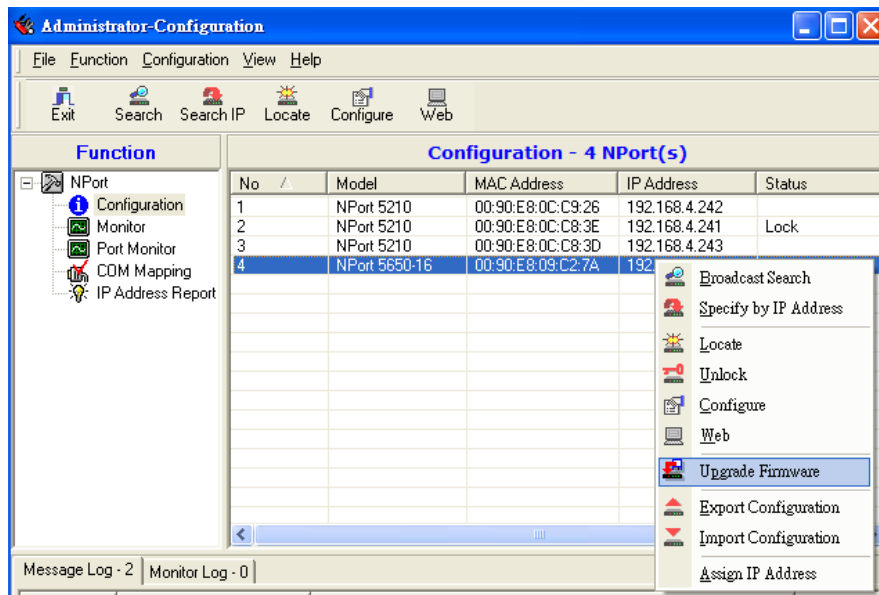 Administrator-Configuration
File Function Configuration View Help
Exit Search Search IP Locate Configure Web
Function
Configuration - 4 NPort(s)
NPort
Configuration
Monitor
Port Monitor
COM Mapping
IP Address Report
No Model MAC Address IP Address Status
1 NPort 5210 00:90:E8:0C:C9:26 192.168.4.242
2 NPort 5210 00:90:E8:0C:C8:3E 192.168.4.241 Lock
3 NPort 5210 00:90:E8:0C:C8:3D 192.168.4.243
4 NPort 5650-16 00:90:E8:09:C2:7A 192.
Broadcast Search
Specify by IP Address
Locate
Unlock
Configure
Web
Upgrade Firmware
Export Configuration
Import Configuration
Assign IP Address
Message Log - 2 Monitor Log - 0